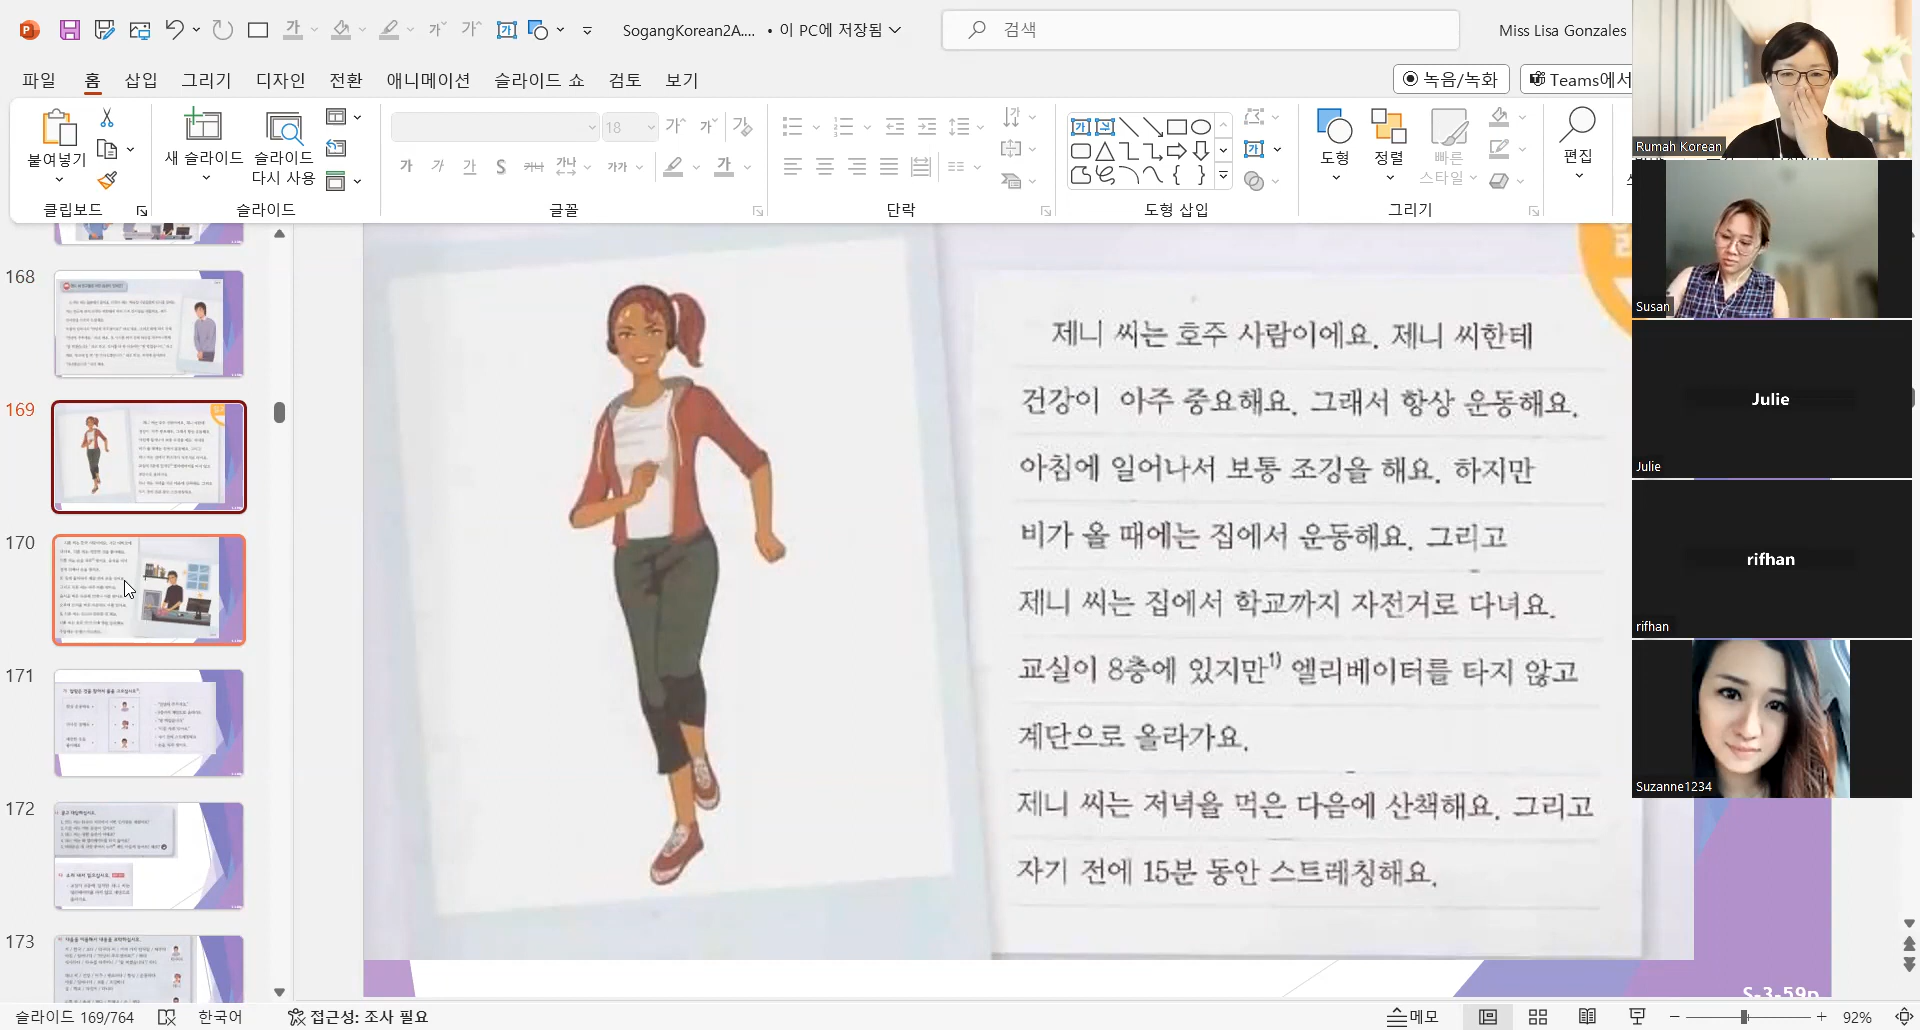 SogangKorean2A.... • 이 PC에 저장됨
검색
Miss Lisa Gonzales
파일 홈 삽입 그리기 디자인 전환 애니메이션 슬라이드 쇼 검토 보기
녹음/녹화
Teams에서
붙여넣기
새 슬라이드
슬라이드
다시 사용
18
도형
정렬
빠른
스타일
편집
클립보드
슬라이드
글꼴
단락
도형 삽입
그리기
168
169
170
171
172
173
제니 씨는 호주 사람이에요. 제니 씨한테
건강이 아주 중요해요. 그래서 항상 운동해요.
아침에 일어나서 보통 조깅을 해요. 하지만
비가 올 때에는 집에서 운동해요. 그리고
제니 씨는 집에서 학교까지 자전거로 다녀요.
교실이 8층에 있지만1) 엘리베이터를 타지 않고
계단으로 올라가요.
제니 씨는 저녁을 먹은 다음에 산책해요. 그리고
자기 전에 15분 동안 스트레칭해요.
S-3-59p
Rumah Korean
Susan
Julie
Julie
rifhan
rifhan
Suzanne1234
슬라이드 169/764
한국어
접근성: 조사 필요
메모
92%